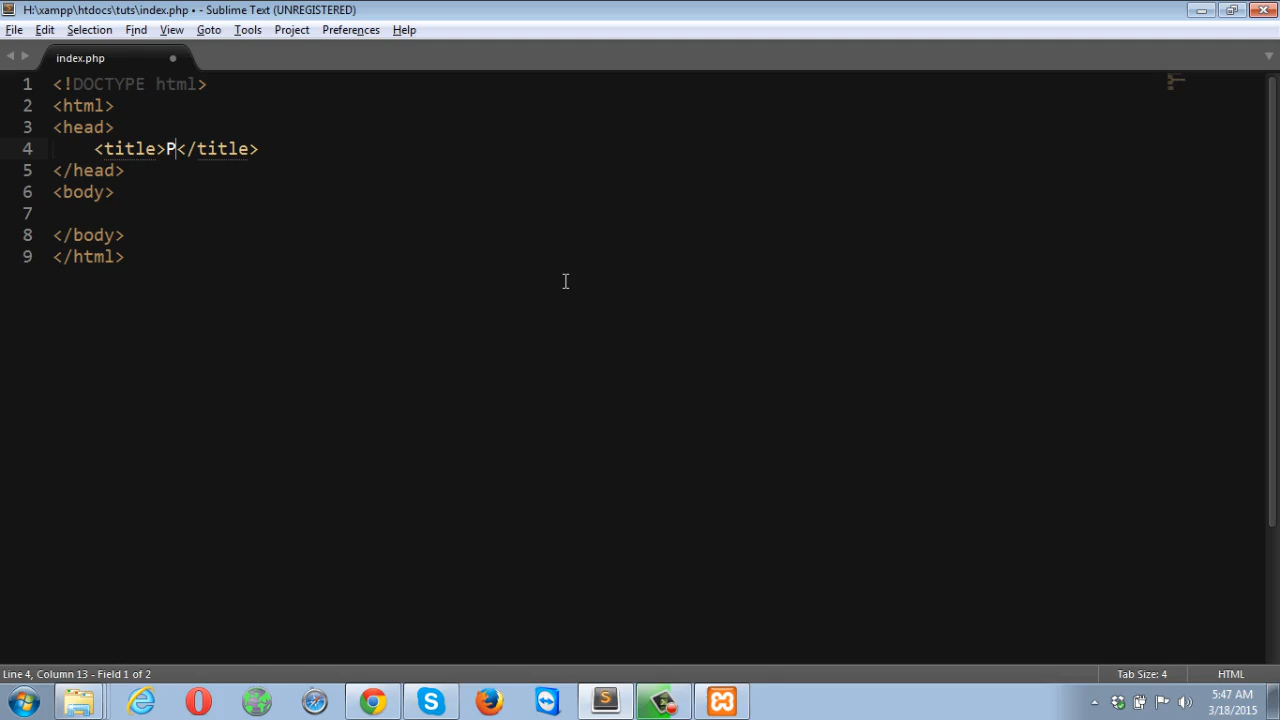 H:\xampp\htdocs\tuts\index.php • - Sublime Text (UNREGISTERED)
File Edit Selection Find View Goto Tools Project Preferences Help
index.php
1 <!DOCTYPE html>
2 <html>
3 <head>
4     <title>P</title>
5 </head>
6 <body>
7
8 </body>
9 </html>
Line 4, Column 13 - Field 1 of 2 Tab Size: 4 HTML
5:47 AM
3/18/2015